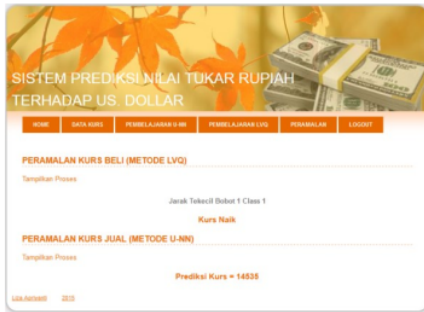 SISTEM PREDIKSI NILAI TUKAR RUPIAH
TERHADAP US. DOLLAR
HOME DATA KURS PEMBELAJARAN U-NN PEMBELAJARAN LVQ PERAMALAN LOGOUT
PERAMALAN KURS BELI (METODE LVQ)
Tampilkan Proses
Jarak Tekecil Bobot 1 Class 1
Kurs Naik
PERAMALAN KURS JUAL (METODE U-NN)
Tampilkan Proses
Prediksi Kurs = 14535
2015